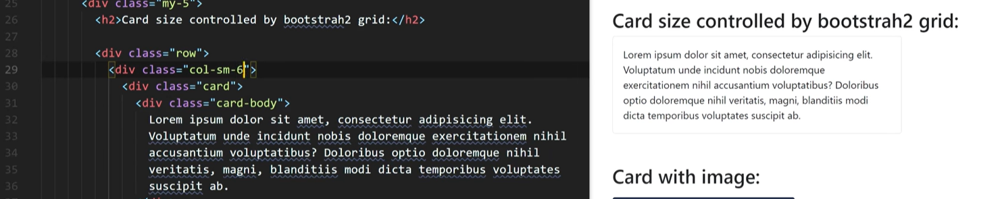 25 <div class="my-5">
26 <h2>Card size controlled by bootstrah2 grid:</h2>
27
28 <div class="row">
29 <div class="col-sm-6">
30 <div class="card">
31 <div class="card-body">
32 Lorem ipsum dolor sit amet, consectetur adipisicing elit.
33 Voluptatum unde incidunt nobis doloremque exercitationem nihil
34 accusantium voluptatibus? Doloribus optio doloremque nihil
35 veritatis, magni, blanditiis modi dicta temporibus voluptates
36 suscipit ab.
Card size controlled by bootstrah2 grid:
Lorem ipsum dolor sit amet, consectetur adipisicing elit.
Voluptatum unde incidunt nobis doloremque
exercitationem nihil accusantium voluptatibus? Doloribus
optio doloremque nihil veritatis, magni, blanditiis modi
dicta temporibus voluptates suscipit ab.
Card with image: